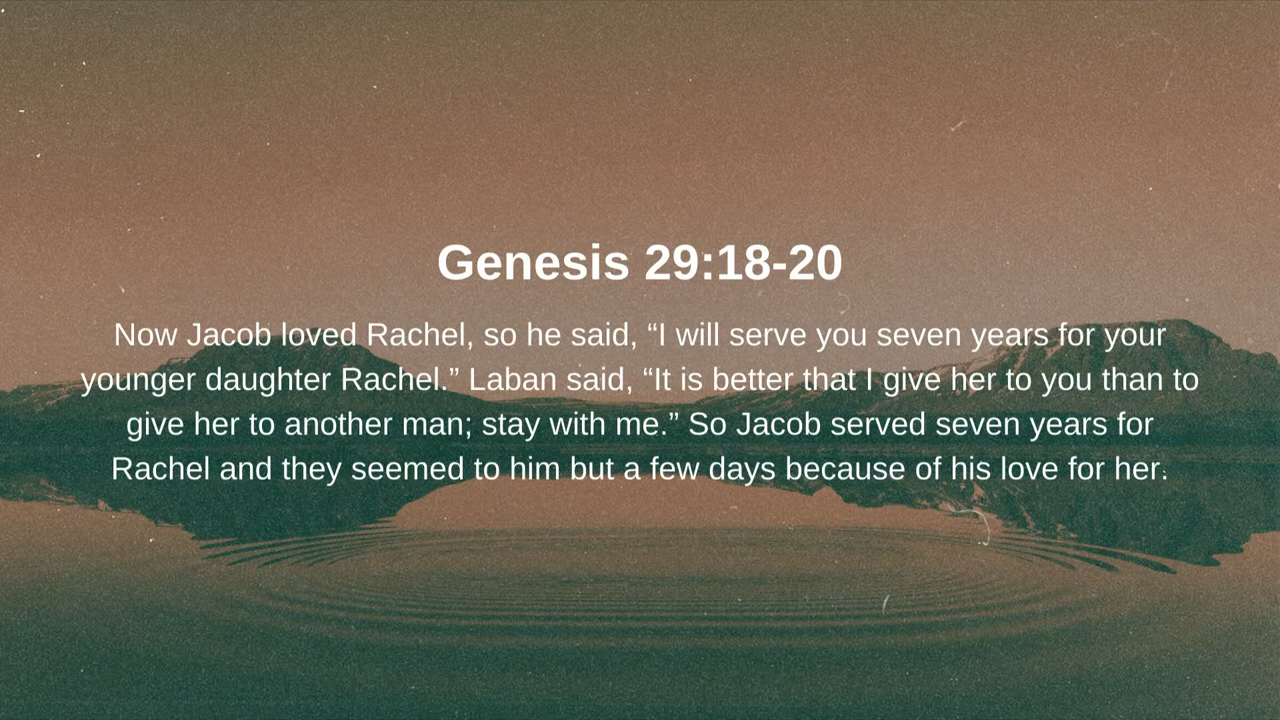 Genesis 29:18-20
Now Jacob loved Rachel, so he said, “I will serve you seven years for your
younger daughter Rachel.” Laban said, “It is better that I give her to you than to
give her to another man; stay with me.” So Jacob served seven years for
Rachel and they seemed to him but a few days because of his love for her.